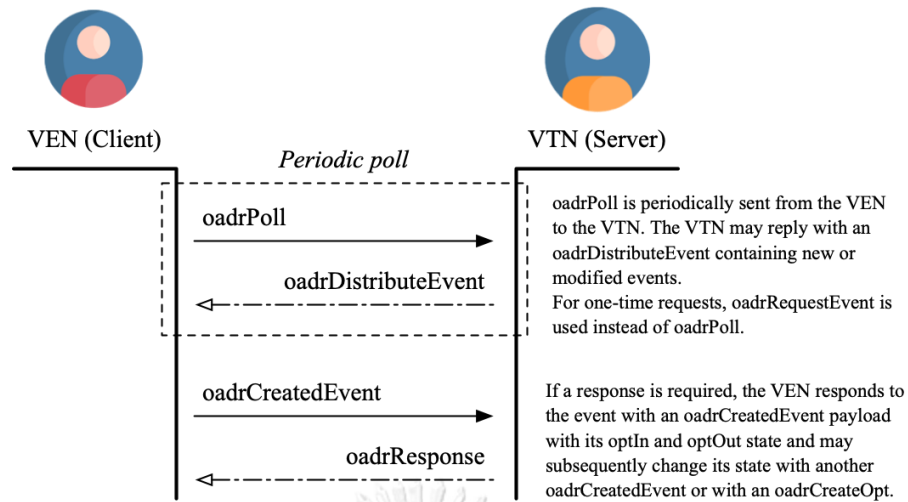 VEN (Client)
VTN (Server)
Periodic poll
oadrPoll
oadrDistributeEvent
oadrPoll is periodically sent from the VEN
to the VTN. The VTN may reply with an
oadrDistributeEvent containing new or
modified events.
For one-time requests, oadrRequestEvent is
used instead of oadrPoll.
oadrCreatedEvent
oadrResponse
If a response is required, the VEN responds to
the event with an oadrCreatedEvent payload
with its optIn and optOut state and may
subsequently change its state with another
oadrCreatedEvent or with an oadrCreateOpt.